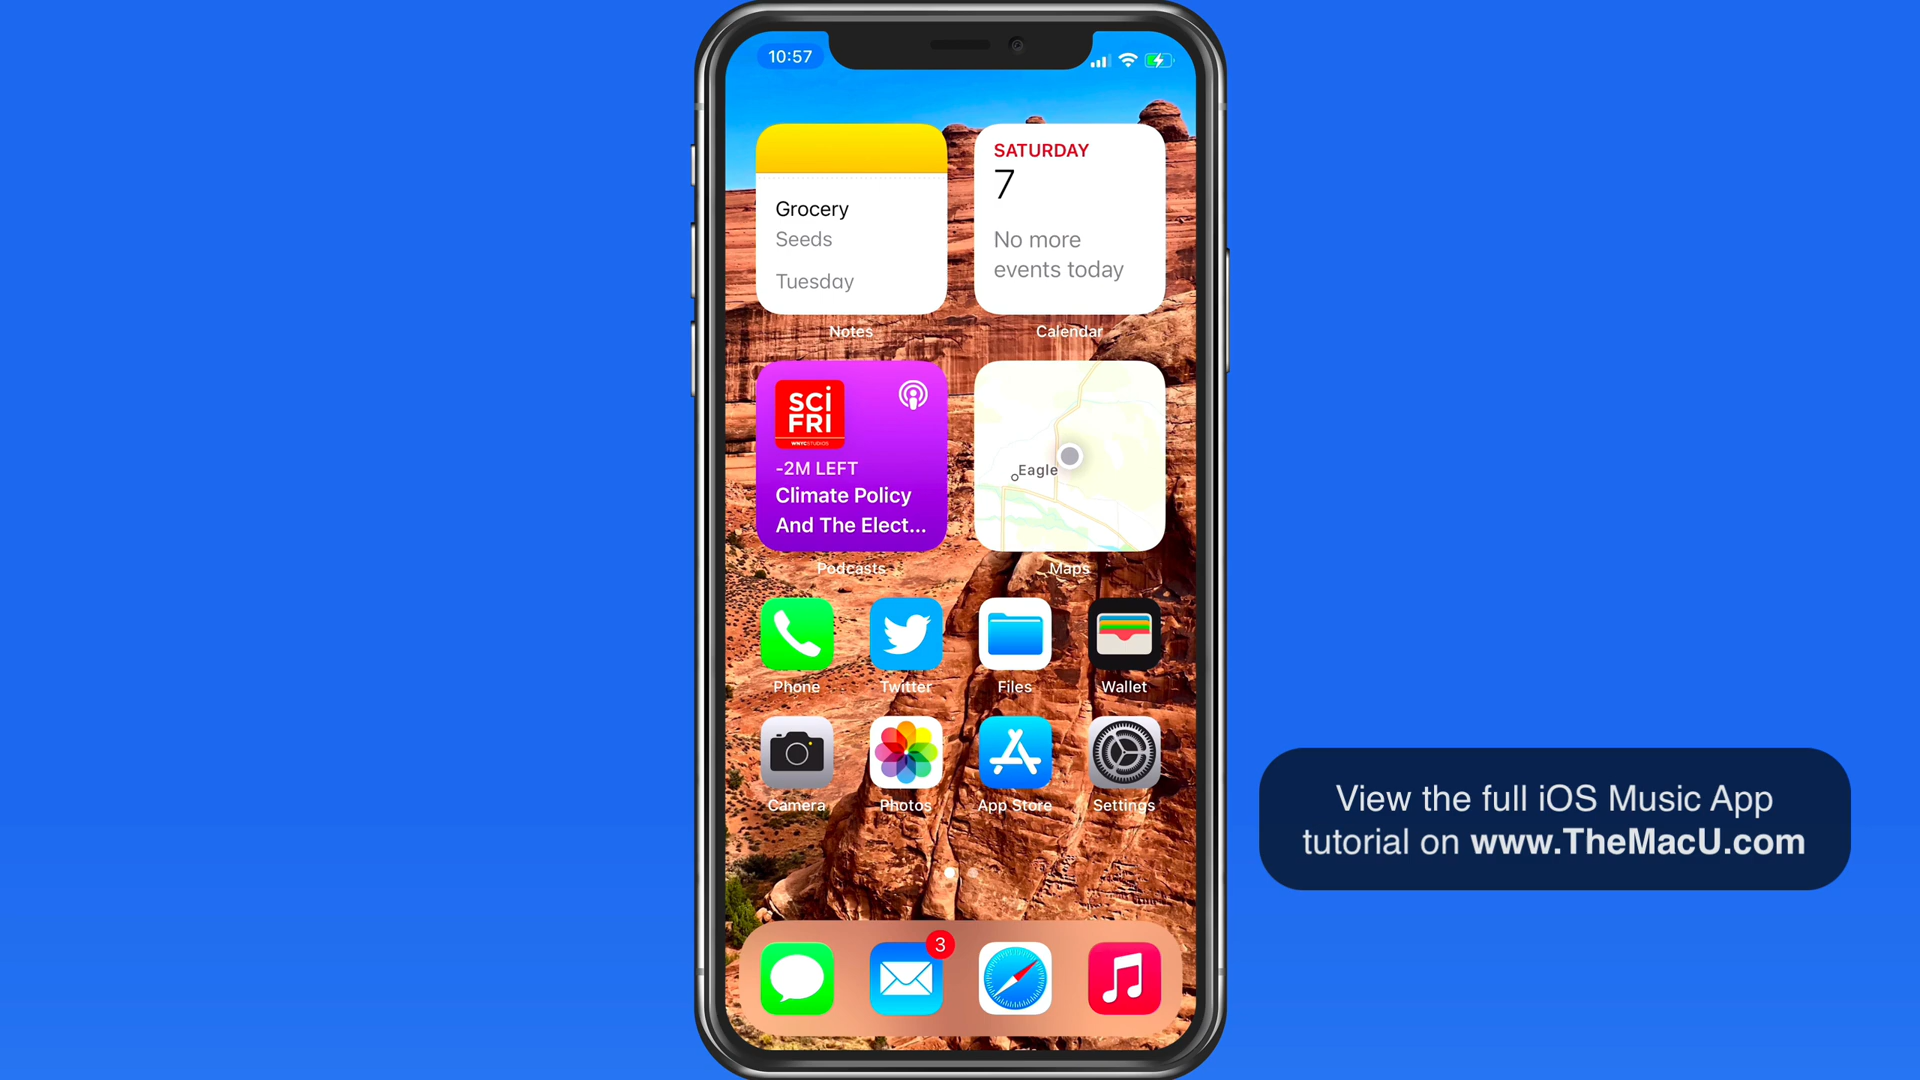 10:57
Grocery
Seeds
Tuesday
Notes
SATURDAY
7
No more
events today
Calendar
SCI
FRI
WNYCSTUDIOS
-2M LEFT
Climate Policy
And The Elect...
Podcasts
Eagle
Maps
Phone
Twitter
Files
Wallet
Camera
Photos
App Store
Settings
3
View the full iOS Music App
tutorial on www.TheMacU.com